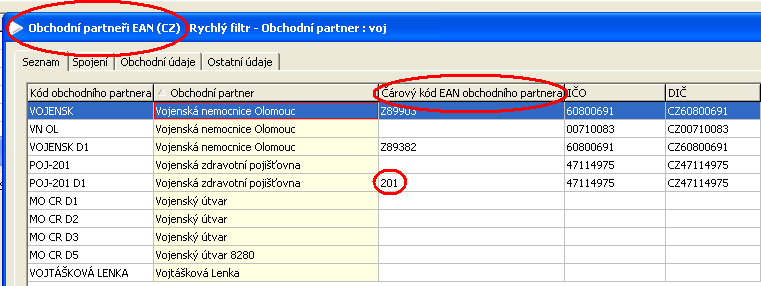 Obchodní partneři EAN (CZ) Rychlý filtr - Obchodní partner : voj
Seznam Spojení Obchodní údaje Ostatní údaje
Kód obchodního partnera Obchodní partner Čárový kód EAN obchodního partnera IČO DIČ
VOJENSK Vojenská nemocnice Olomouc Z89905 60800691 CZ60800691
VN OL Vojenská nemocnice Olomouc 00710083 CZ00710083
VOJENSK D1 Vojenská nemocnice Olomouc Z89382 60800691 CZ60800691
POJ-201 Vojenská zdravotní pojišťovna 47114975 CZ47114975
POJ-201 D1 Vojenská zdravotní pojišťovna 201 47114975 CZ47114975
MO CR D1 Vojenský útvar
MO CR D2 Vojenský útvar
MO CR D3 Vojenský útvar
MO CR D5 Vojenský útvar 8280
VOJTÁŠKOVÁ LENKA Vojtášková Lenka